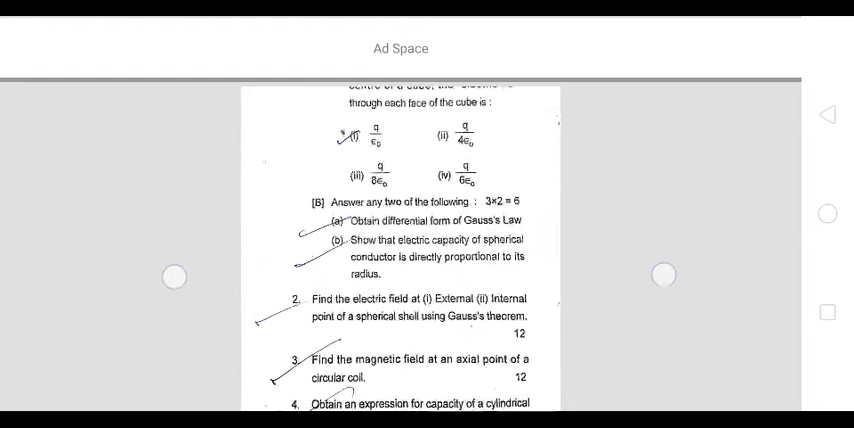 Ad Space
through each face of the cube is :
(i) q/ε₀ (ii) q/4ε₀
(iii) q/8ε₀ (iv) q/6ε₀
[B] Answer any two of the following : 3×2 = 6
(a) Obtain differential form of Gauss's Law
(b) Show that electric capacity of spherical
conductor is directly proportional to its
radius.
2. Find the electric field at (i) External (ii) Internal
point of a spherical shell using Gauss's theorem.
12
3. Find the magnetic field at an axial point of a
circular coil. 12
4. Obtain an expression for capacity of a cylindrical